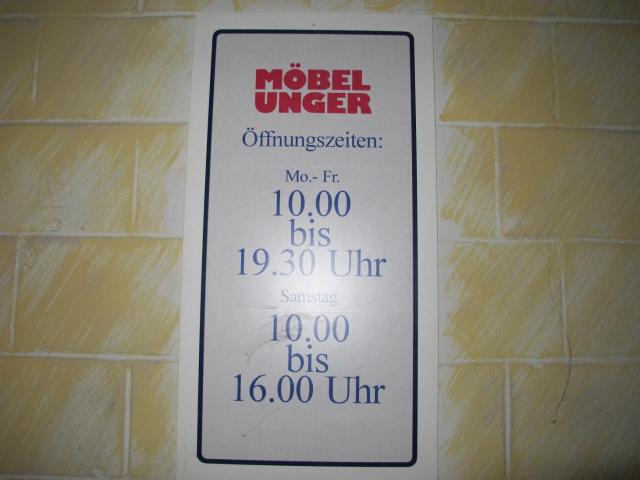 MÖBEL
UNGER
Öffnungszeiten:
Mo.- Fr.
10.00
bis
19.30 Uhr
Samstag
10.00
bis
16.00 Uhr